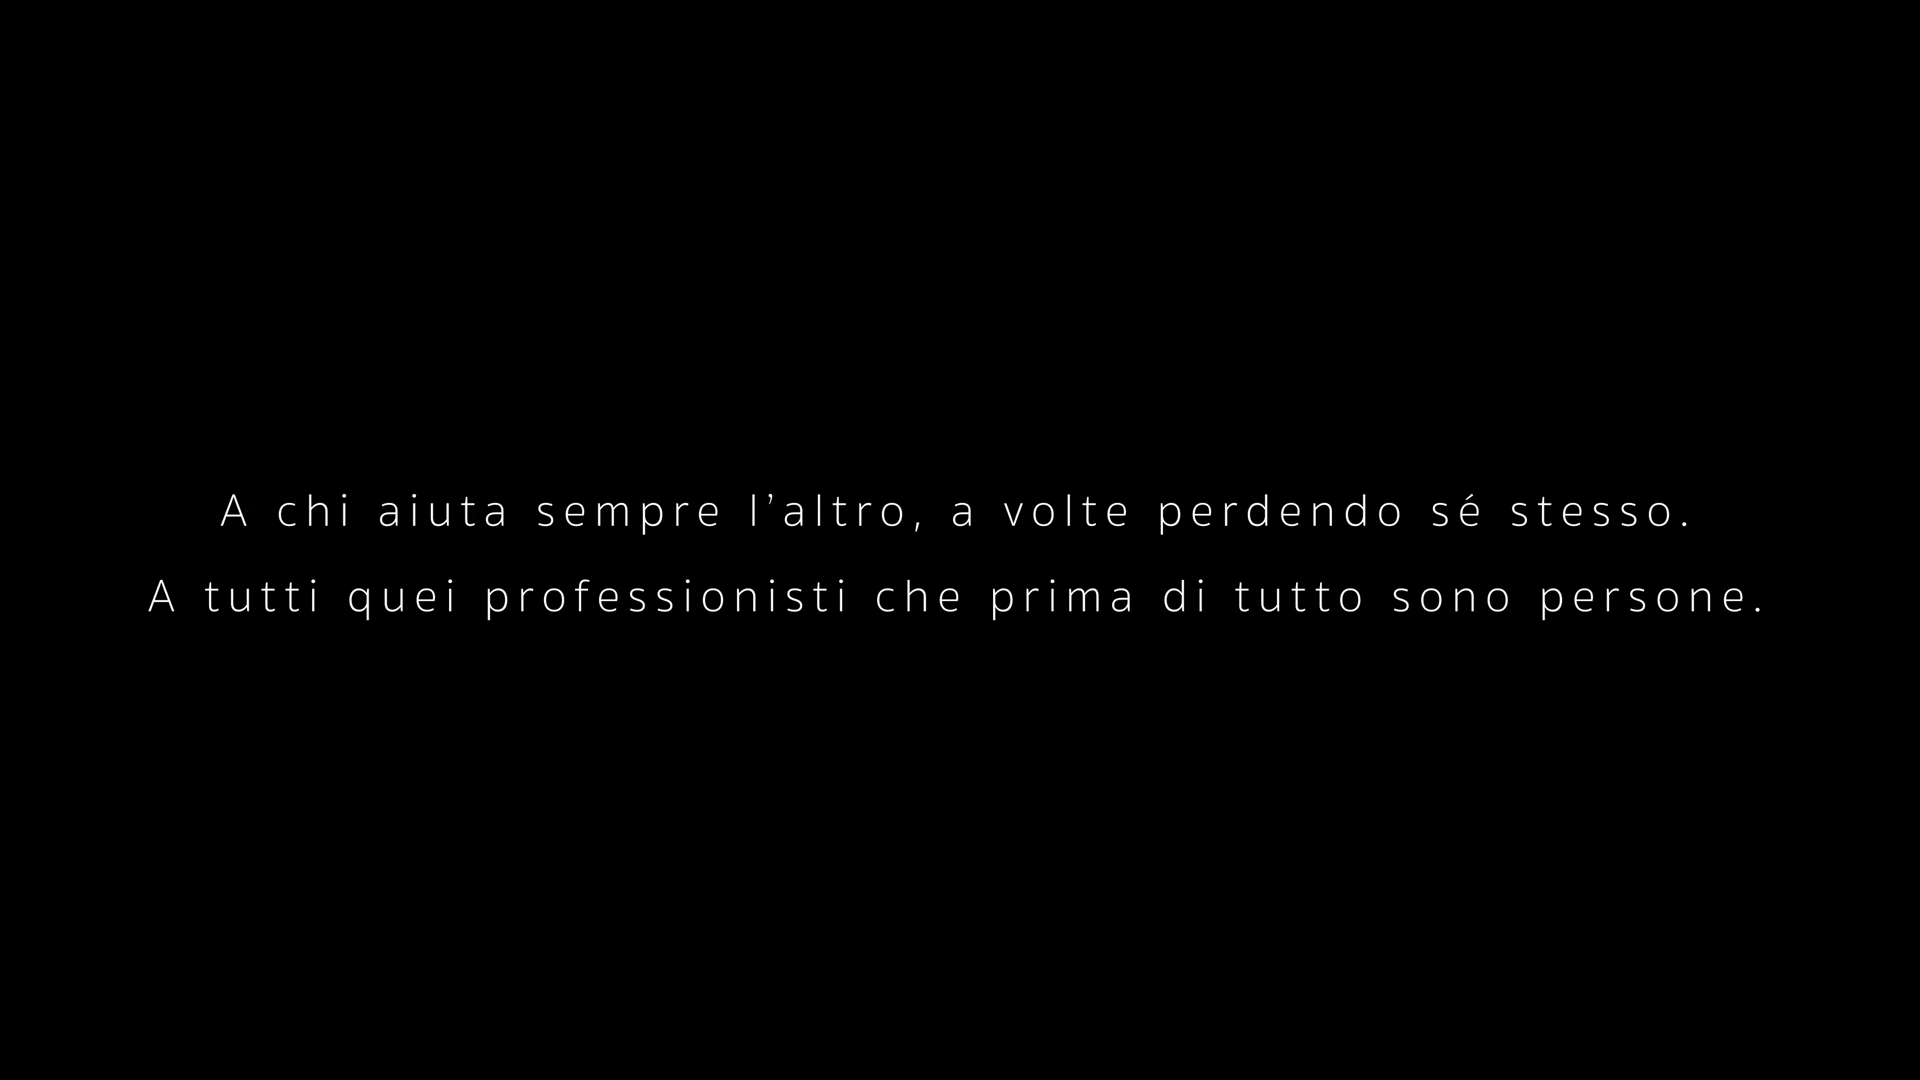 A chi aiuta sempre l’altro, a volte perdendo sé stesso.
A tutti quei professionisti che prima di tutto sono persone.